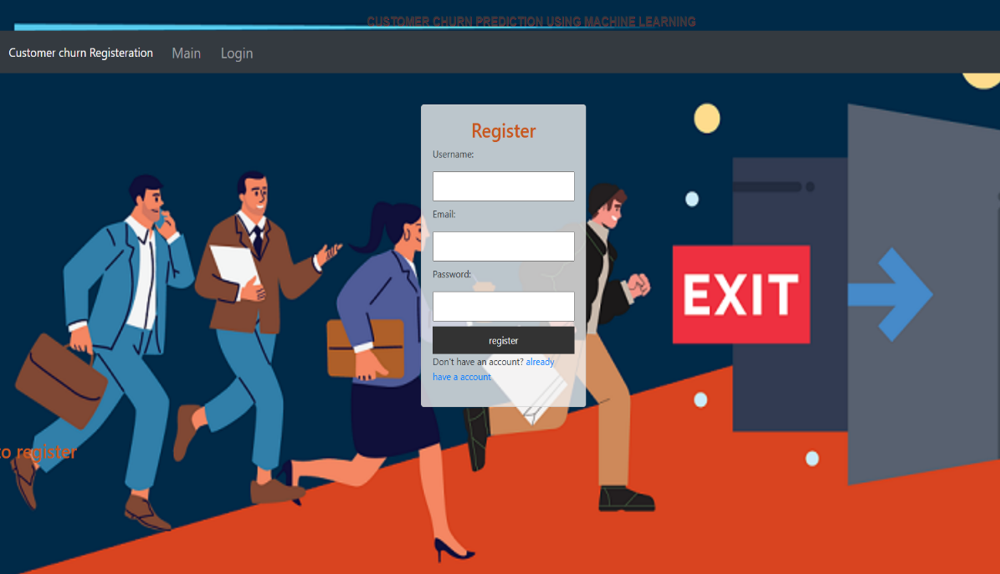 CUSTOMER CHURN PREDICTION USING MACHINE LEARNING
Customer churn Registeration Main Login
Register
Username:
Email:
Password:
EXIT
register
Don't have an account? already
have a account
to register